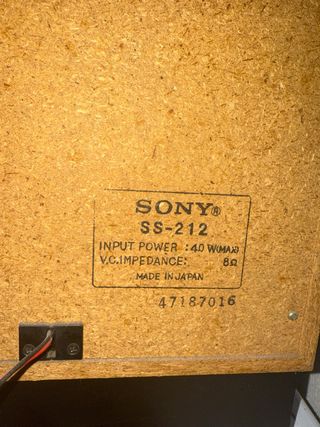 SONY®
SS-212
INPUT POWER : 40 W(MAX)
V.C. IMPEDANCE: 8Ω
MADE IN JAPAN
47187016